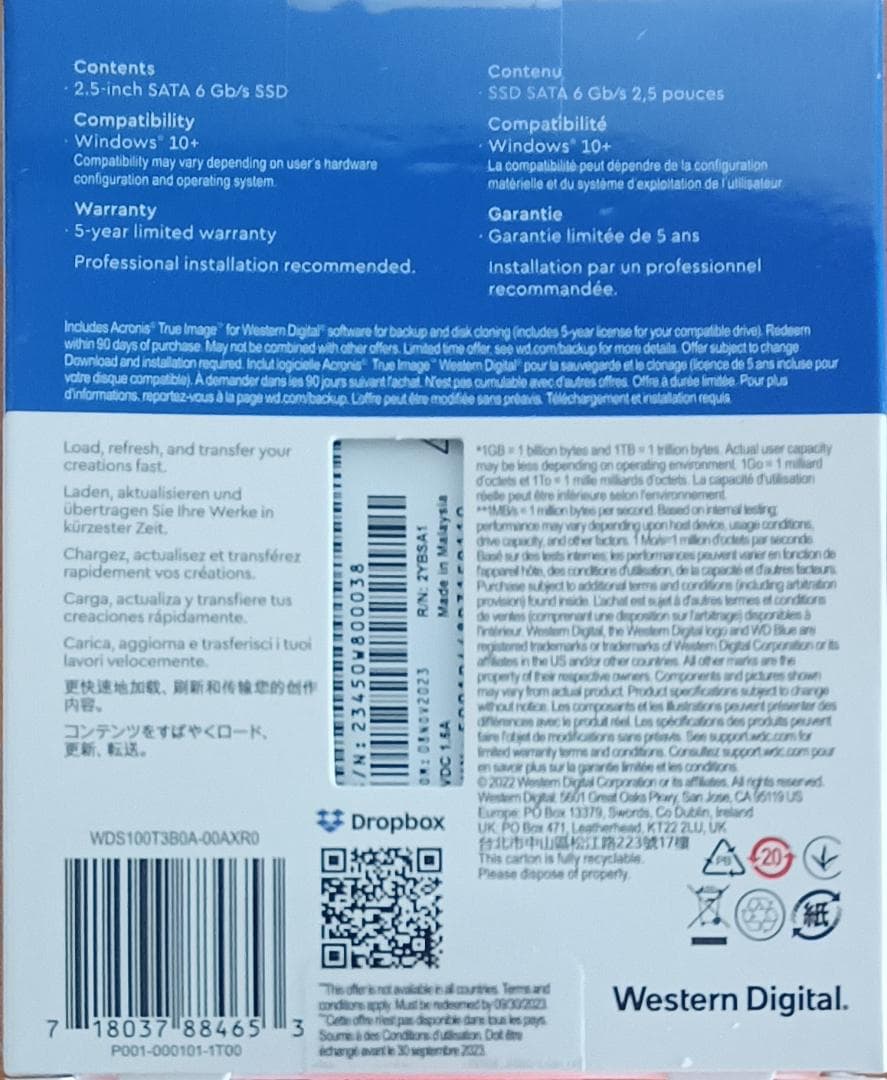 Contents
· 2.5-inch SATA 6 Gb/s SSD
Compatibility
· Windows® 10+
Compatibility may vary depending on user's hardware
configuration and operating system.
Warranty
· 5-year limited warranty
Professional installation recommended.
Contenu
· SSD SATA 6 Gb/s 2,5 pouces
Compatibilité
· Windows® 10+
La compatibilité peut dépendre de la configuration
matérielle et du système d'exploitation de l'utilisateur
Garantie
· Garantie limitée de 5 ans
Installation par un professionnel
recommandée.
Includes Acronis® True Image™ for Western Digital® software for backup and disk cloning (includes 5-year license for your compatible drive). Redeem
within 90 days of purchase. May not be combined with other offers. Limited time offer, see wd.com/backup for more details. Offer subject to change
Download and installation required. Inclut logicielle Acronis® True Image™ Western Digital® pour la sauvegarde et le clonage (licence de 5 ans incluse pour
votre disque compatible). À demander dans les 90 jours suivant l'achat. N'est pas cumulable avec d'autres offres. Offre à durée limitée. Pour plus
d'informations, reportez-vous à la page wd.com/backup. L'offre peut être modifiée sans préavis. Téléchargement et installation requis.
Load, refresh, and transfer your
creations fast.
Laden, aktualisieren und
übertragen Sie Ihre Werke in
kürzester Zeit.
Chargez, actualisez et transférez
rapidement vos créations.
Carga, actualiza y transfiere tus
creaciones rápidamente.
Carica, aggiorna e trasferisci i tuoi
lavori velocemente.
更快速地加载、刷新和传输您的创作
内容。
コンテンツをすばやくロード、
更新、転送。
/N: 23450W800038
R/N: 2YBSA1
Made in Malaysia
DM: 08NOV2023
VDC 1.6A
*1GB = 1 billion bytes and 1TB = 1 trillion bytes. Actual user capacity
may be less depending on operating environment. 1Go = 1 milliard
d'octets et 1To = 1 mille milliards d'octets. La capacité d'utilisation
réelle peut être inférieure selon l'environnement.
**1MB/s = 1 million bytes per second. Based on internal testing;
performance may vary depending upon host device, usage conditions,
drive capacity, and other factors. 1 Mo/s=1 million d'octets par seconde.
Basé sur des tests internes; les performances peuvent varier en fonction de
l'appareil hôte, des conditions d'utilisation, de la capacité et d'autres facteurs.
Purchase subject to additional terms and conditions (including arbitration
provision) found inside. L'achat est sujet à d'autres termes et conditions
de ventes (comprenant une disposition sur l'arbitrage) disponibles à
l'intérieur. Western Digital, the Western Digital logo and WD Blue are
registered trademarks or trademarks of Western Digital Corporation or its
affiliates in the US and/or other countries. All other marks are the
property of their respective owners. Components and pictures shown
may vary from actual product. Product specifications subject to change
without notice. Les composants et les illustrations peuvent présenter des
différences avec le produit réel. Les spécifications des produits peuvent
faire l'objet de modifications sans préavis. See support.wdc.com for
limited warranty terms and conditions. Consultez support.wdc.com pour
en savoir plus sur la garantie limitée et les conditions.
© 2022 Western Digital Corporation or its affiliates. All rights reserved.
Western Digital, 5601 Great Oaks Pkwy, San Jose, CA 95119 US
Europe: PO Box 13379, Swords, Co Dublin, Ireland
UK: PO Box 471, Leatherhead, KT22 2LU, UK
台北市中山區松江路223號17樓
This carton is fully recyclable.
Please dispose of properly.
Dropbox
WDS100T3B0A-00AXR0
7 18037 88465 3
P001-000101-1T00
20
紙
***This offer is not available in all countries. Terms and
conditions apply. Must be redeemed by 09/30/2023.
***Cette offre n'est pas disponible dans tous les pays.
Soumis à des Conditions d'utilisation. Doit être
échangé avant le 30 septembre 2023.
Western Digital.